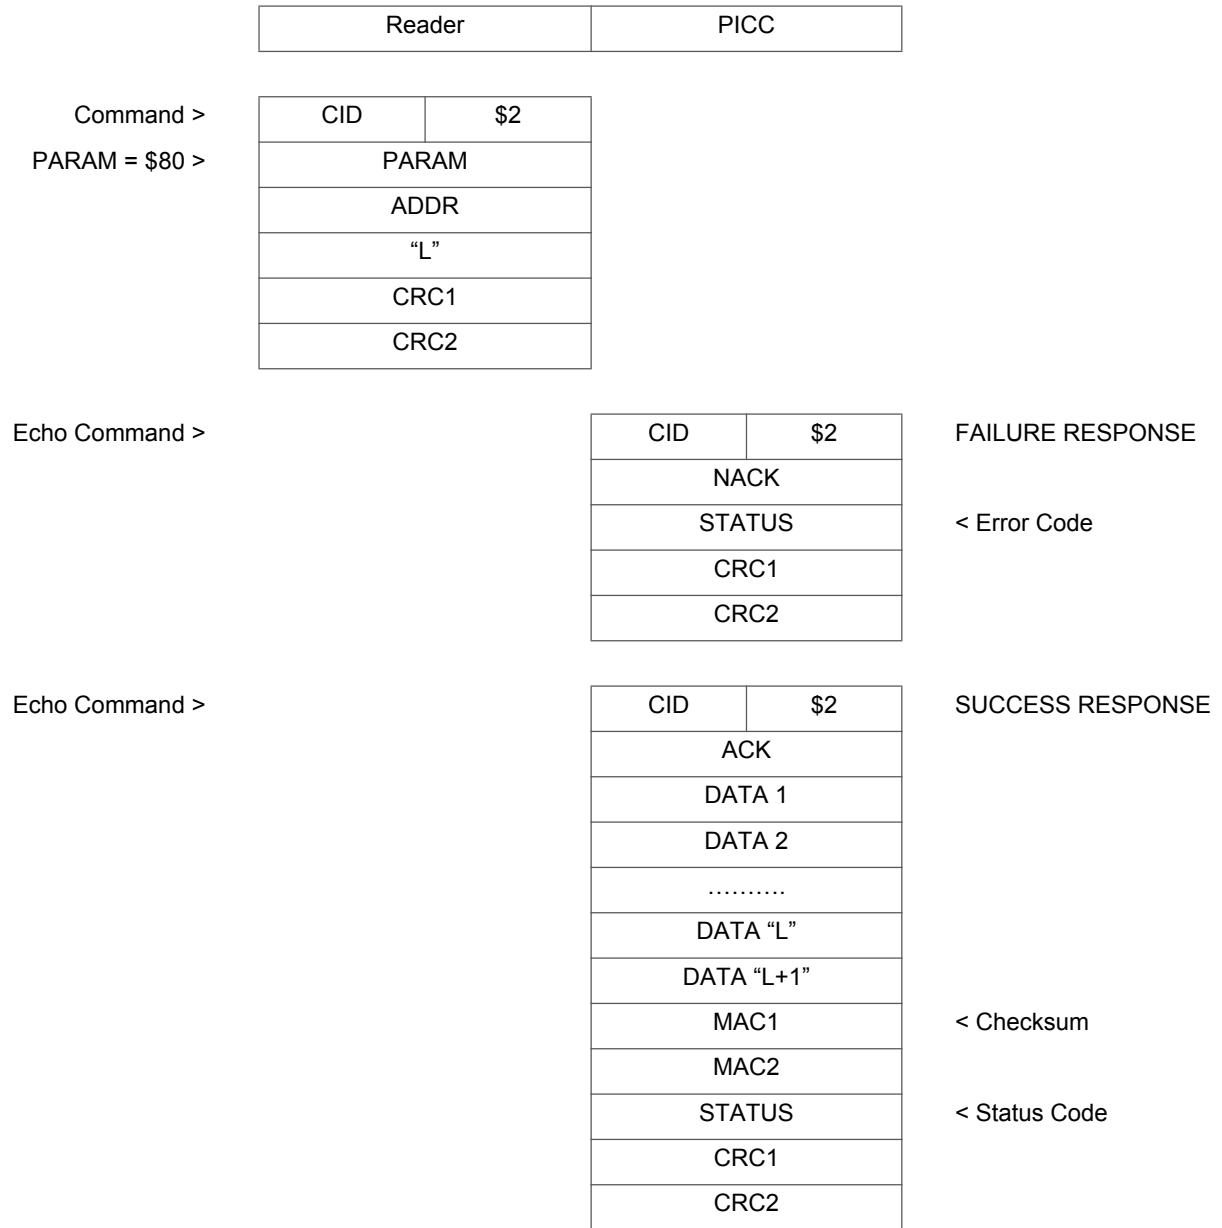 Reader PICC
Command > CID $2
PARAM = $80 > PARAM
ADDR
“L”
CRC1
CRC2
Echo Command > CID $2 FAILURE RESPONSE
NACK
STATUS < Error Code
CRC1
CRC2
Echo Command > CID $2 SUCCESS RESPONSE
ACK
DATA 1
DATA 2
……….
DATA “L”
DATA “L+1”
MAC1 < Checksum
MAC2
STATUS < Status Code
CRC1
CRC2